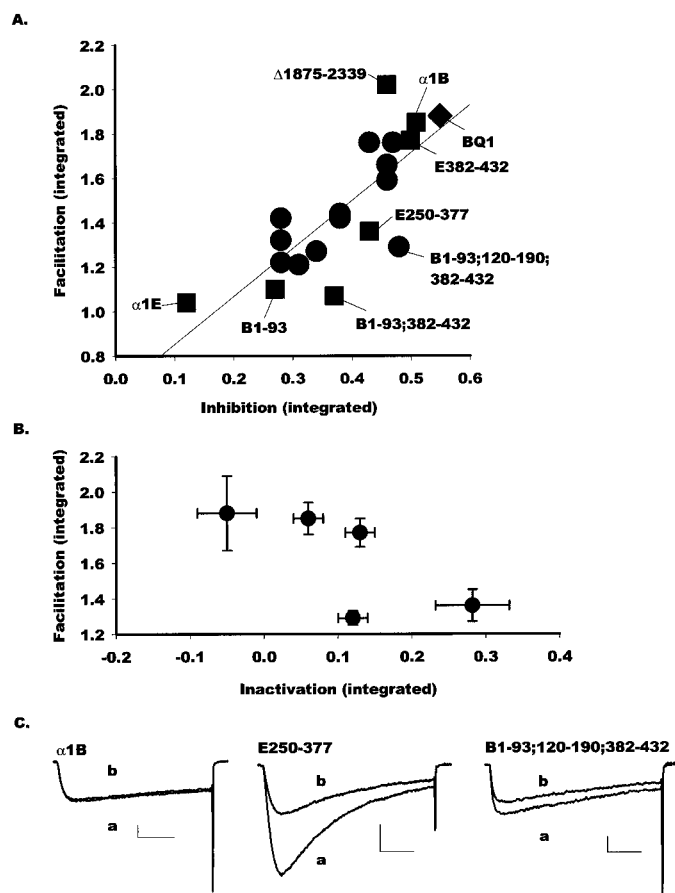 A.
2.2
2.0
1.8
1.6
1.4
1.2
1.0
0.8
Facilitation (integrated)
Δ1875-2339
α1B
BQ1
E382-432
E250-377
B1-93;120-190;
382-432
α1E
B1-93
B1-93;382-432
0.0 0.1 0.2 0.3 0.4 0.5 0.6
Inhibition (integrated)
B.
2.2
2.0
1.8
1.6
1.4
1.2
Facilitation (integrated)
-0.2 -0.1 0.0 0.1 0.2 0.3 0.4
Inactivation (integrated)
C.
α1B
b
a
E250-377
b
a
B1-93;120-190;382-432
b
a